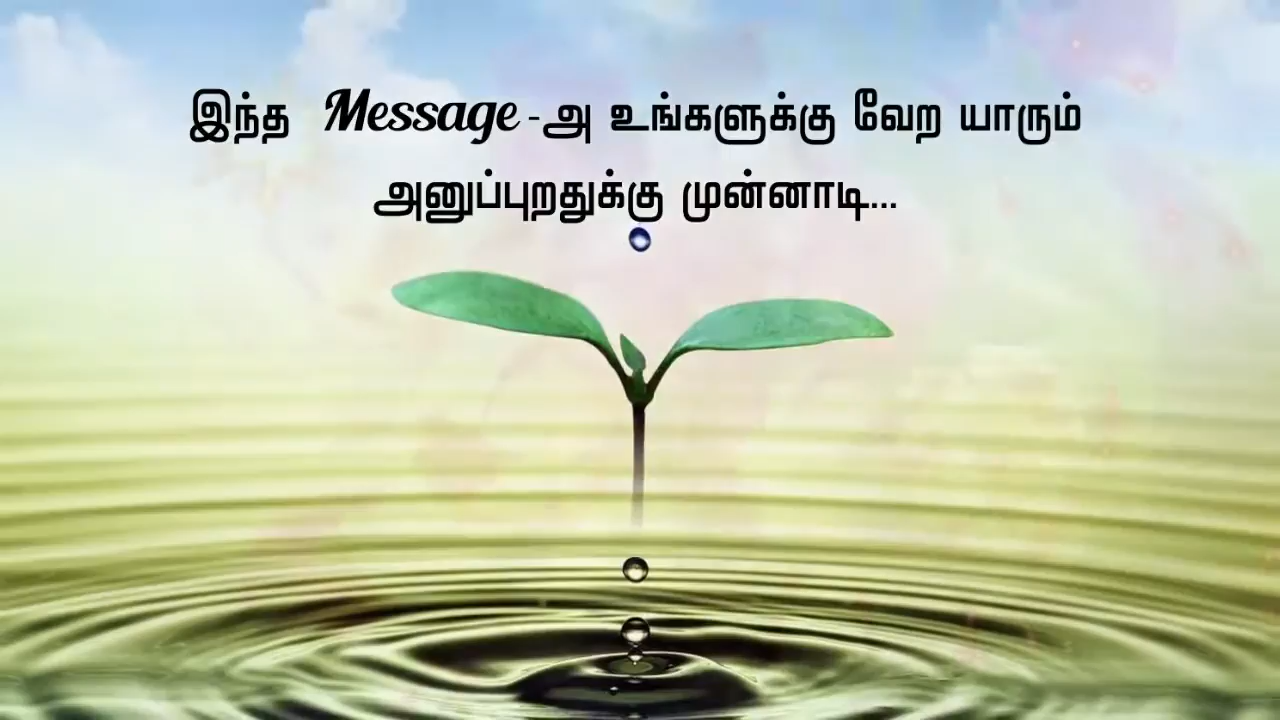 இந்த Message-அ உங்களுக்கு வேற யாரும்
அனுப்புறதுக்கு முன்னாடி...